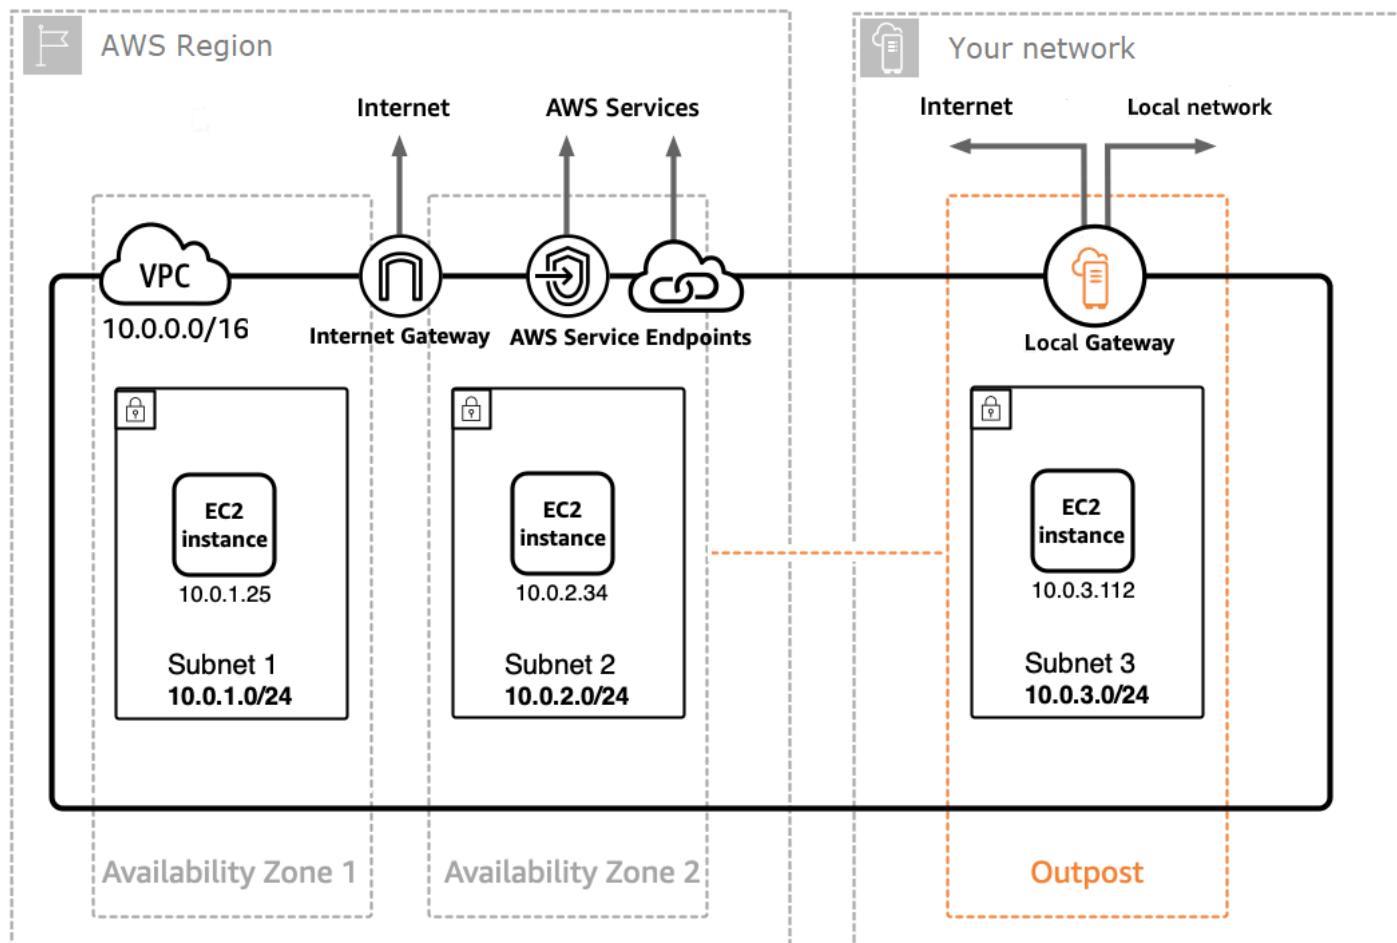 AWS Region
Your network
Internet
AWS Services
Internet
Local network
VPC
10.0.0.0/16
Internet Gateway
AWS Service Endpoints
Local Gateway
EC2
instance
10.0.1.25
Subnet 1
10.0.1.0/24
EC2
instance
10.0.2.34
Subnet 2
10.0.2.0/24
EC2
instance
10.0.3.112
Subnet 3
10.0.3.0/24
Availability Zone 1
Availability Zone 2
Outpost